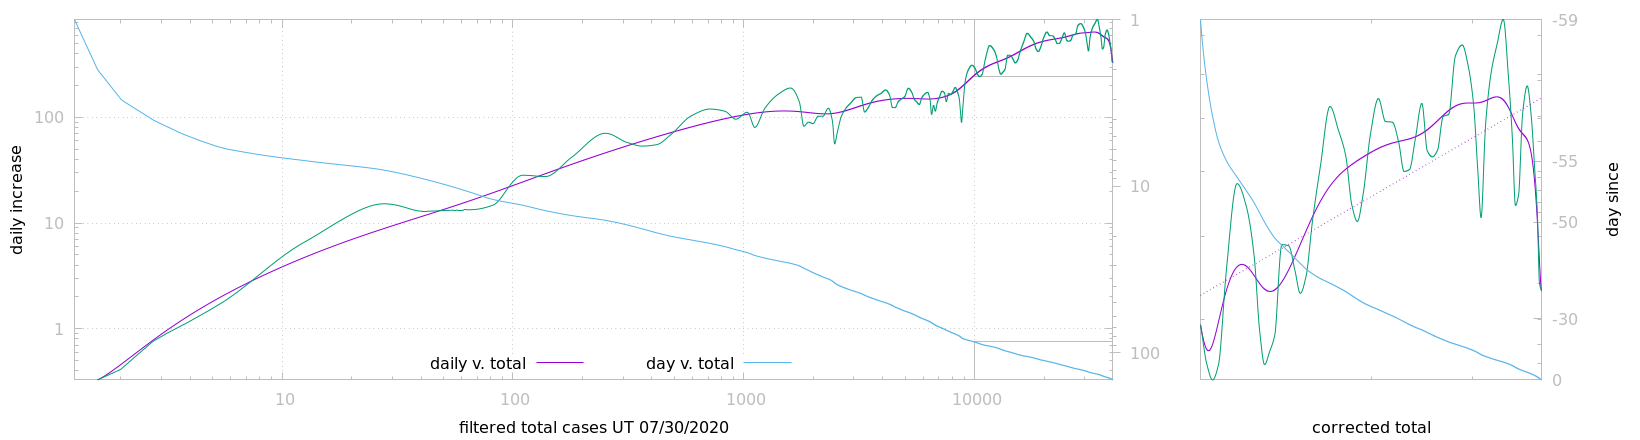 daily increase
100
10
1
10
100
1000
10000
filtered total cases UT 07/30/2020
daily v. total
day v. total
1
10
100
-59
-55
-50
-30
0
day since
corrected total